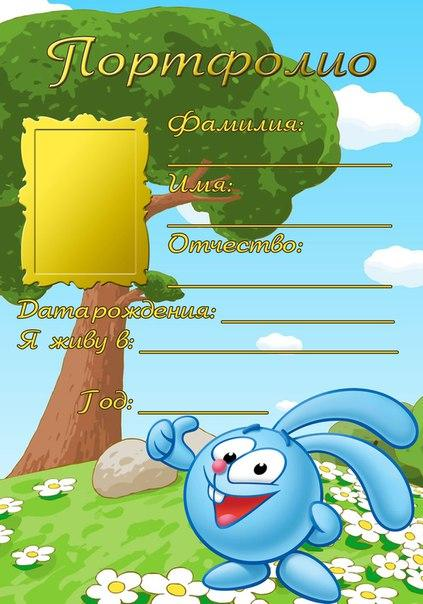 Портфолио
Фамилия:
Имя:
Отчество:
Датарождения:
Я живу в:
Год: